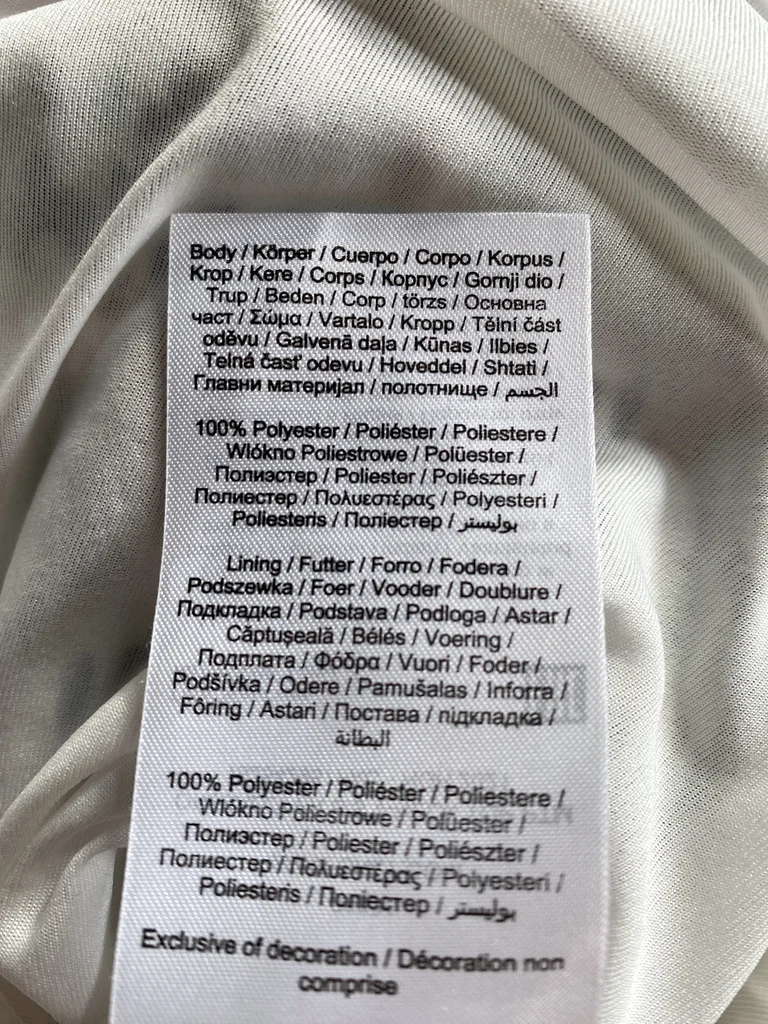 Body / Körper / Cuerpo / Corpo / Korpus /
Krop / Kere / Corps / Корпус / Gornji dio /
Trup / Beden / Corp / törzs / Основна
част / Σώμα / Vartalo / Kropp / Tělní část
oděvu / Galvenā daļa / Kūnas / Ilbies /
Telná časť odevu / Hoveddel / Shtati /
Главни материјал / полотнище / الجسم
100% Polyester / Poliéster / Poliestere /
Wlókno Poliestrowe / Polüester /
Полиэстер / Poliester / Poliészter /
Полиестер / Πολυεστέρας / Polyesteri /
Poliesteris / Поліестер / بوليستر
Lining / Futter / Forro / Fodera /
Podszewka / Foer / Vooder / Doublure /
Подкладка / Podstava / Podloga / Astar /
Căptușeală / Bélés / Voering /
Подплата / Φόδρα / Vuori / Foder /
Podšívka / Odere / Pamušalas / Inforra /
Fôring / Astari / Постава / підкладка /
البطانة
100% Polyester / Poliéster / Poliestere /
Wlókno Poliestrowe / Polüester /
Полиэстер / Poliester / Poliészter /
Полиестер / Πολυεστέρας / Polyesteri /
Poliesteris / Поліестер / بوليستر
Exclusive of decoration / Décoration non
comprise